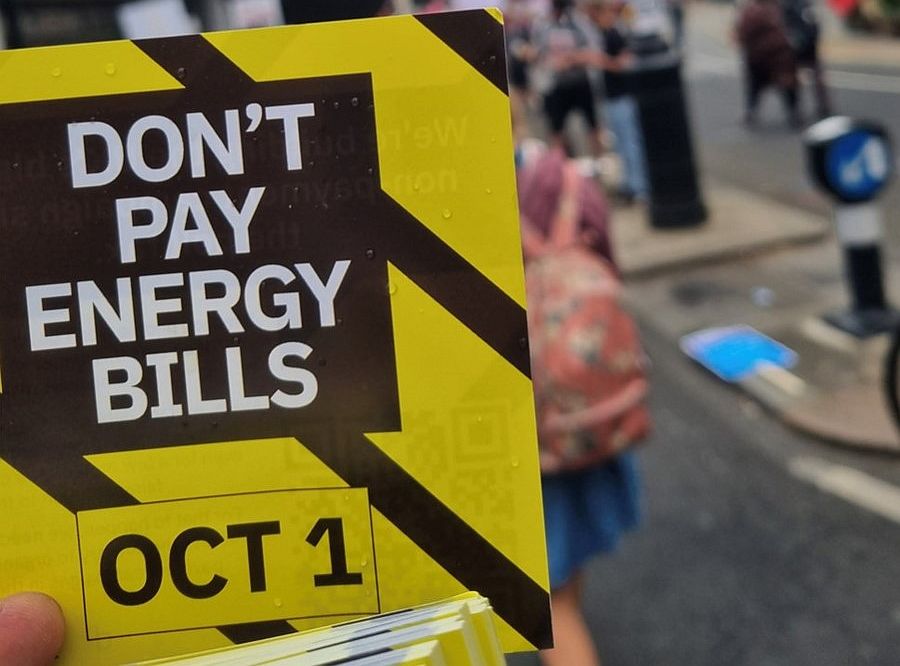 DON'T
PAY
ENERGY
BILLS
OCT 1